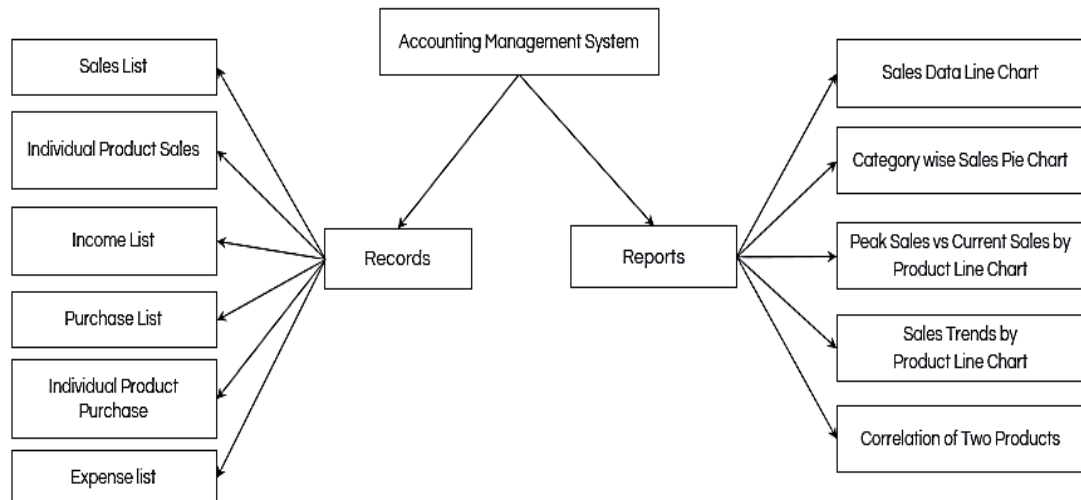 Accounting Management System
Sales List
Individual Product Sales
Income List
Purchase List
Individual Product
Purchase
Expense list
Records
Reports
Sales Data Line Chart
Category wise Sales Pie Chart
Peak Sales vs Current Sales by
Product Line Chart
Sales Trends by
Product Line Chart
Correlation of Two Products